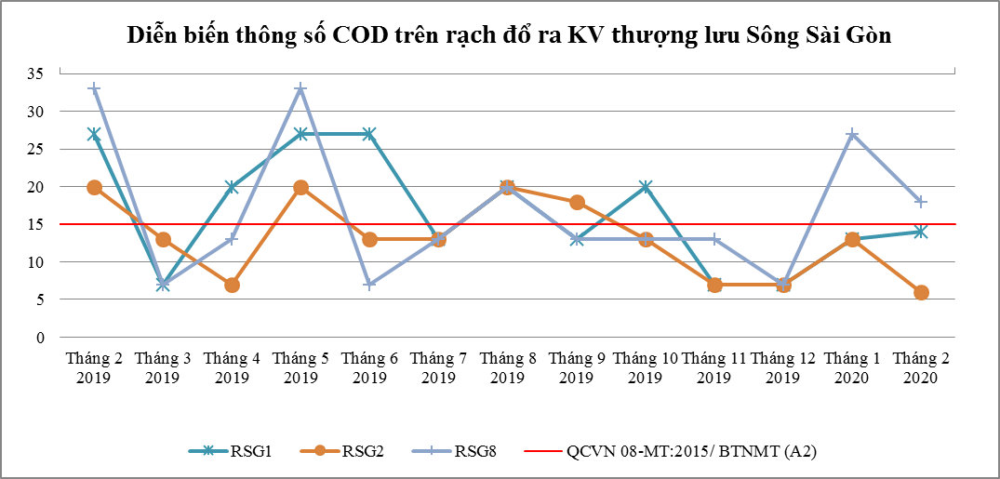 Diễn biến thông số COD trên rạch đổ ra KV thượng lưu Sông Sài Gòn
35
30
25
20
15
10
5
0
Tháng 2 Tháng 3 Tháng 4 Tháng 5 Tháng 6 Tháng 7 Tháng 8 Tháng 9 Tháng 10 Tháng 11 Tháng 12 Tháng 1 Tháng 2
2019 2019 2019 2019 2019 2019 2019 2019 2019 2019 2019 2020 2020
RSG1 RSG2 RSG8 QCVN 08-MT:2015/ BTNMT (A2)